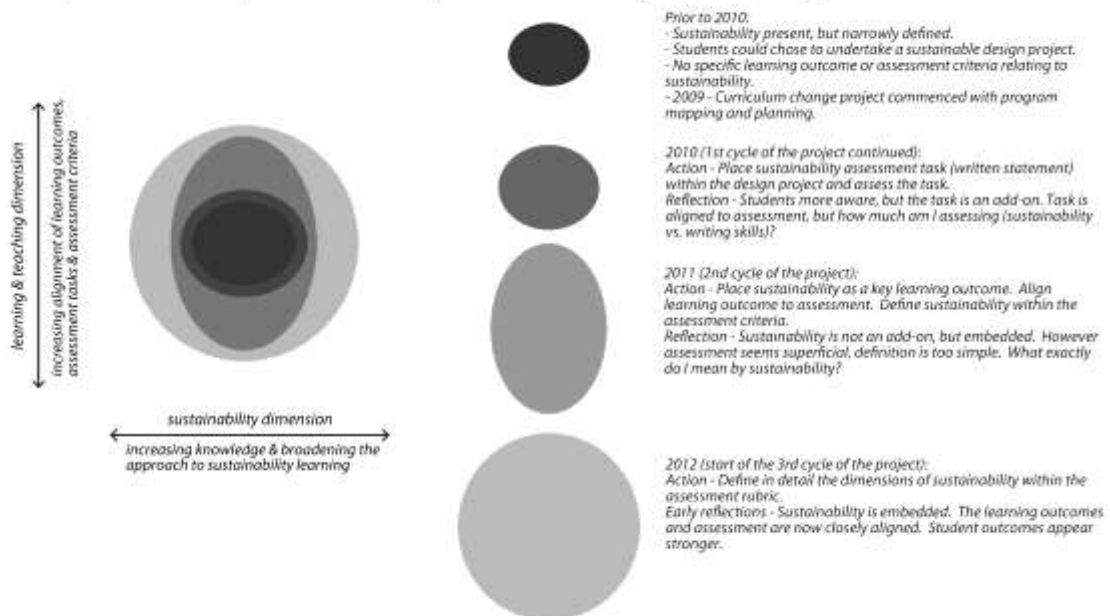 Prior to 2010:
- Sustainability present, but narrowly defined.
- Students could chose to undertake a sustainable design project.
- No specific learning outcome or assessment criteria relating to
sustainability.
- 2009 - Curriculum change project commenced with program
mapping and planning.
learning & teaching dimension
increasing alignment of learning outcomes,
assessment tasks & assessment criteria
2010 (1st cycle of the project continued):
Action - Place sustainability assessment task (written statement)
within the design project and assess the task.
Reflection - Students more aware, but the task is an add-on. Task is
aligned to assessment, but how much am I assessing (sustainability
vs. writing skills)?
2011 (2nd cycle of the project):
Action - Place sustainability as a key learning outcome. Align
learning outcome to assessment. Define sustainability within the
assessment criteria.
Reflection - Sustainability is not an add-on, but embedded. However
assessment seems superficial, definition is too simple. What exactly
do I mean by sustainability?
sustainability dimension
increasing knowledge & broadening the
approach to sustainability learning
2012 (start of the 3rd cycle of the project):
Action - Define in detail the dimensions of sustainability within the
assessment rubric.
Early reflections - Sustainability is embedded. The learning outcomes
and assessment are now closely aligned. Student outcomes appear
stronger.